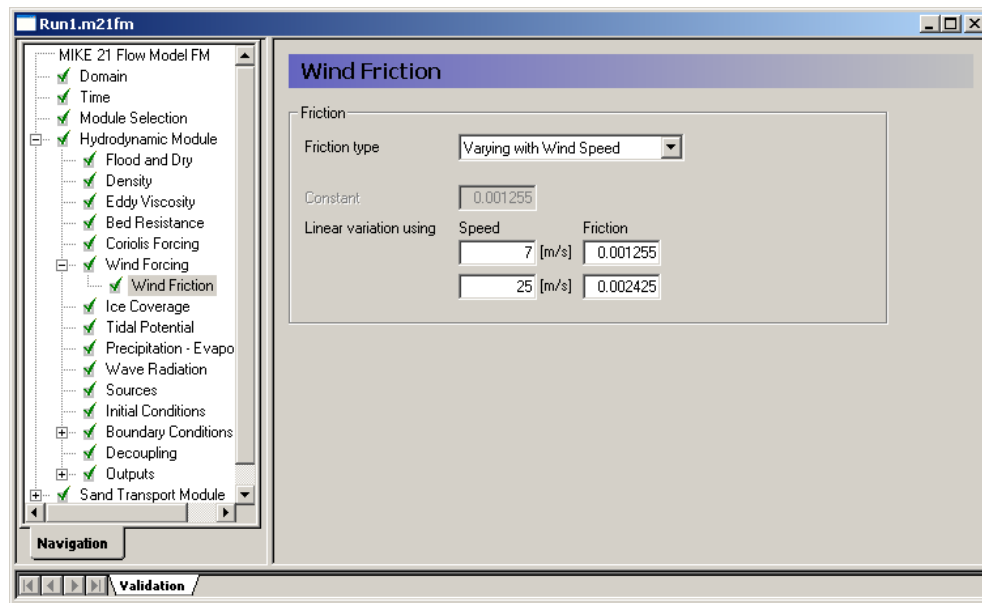 Run1.m21fm
MIKE 21 Flow Model FM
Domain
Time
Module Selection
Hydrodynamic Module
Flood and Dry
Density
Eddy Viscosity
Bed Resistance
Coriolis Forcing
Wind Forcing
Wind Friction
Ice Coverage
Tidal Potential
Precipitation - Evapo
Wave Radiation
Sources
Initial Conditions
Boundary Conditions
Decoupling
Outputs
Sand Transport Module
Navigation
Wind Friction
Friction
Friction type Varying with Wind Speed
Constant 0.001255
Linear variation using Speed Friction
7 [m/s] 0.001255
25 [m/s] 0.002425
Validation